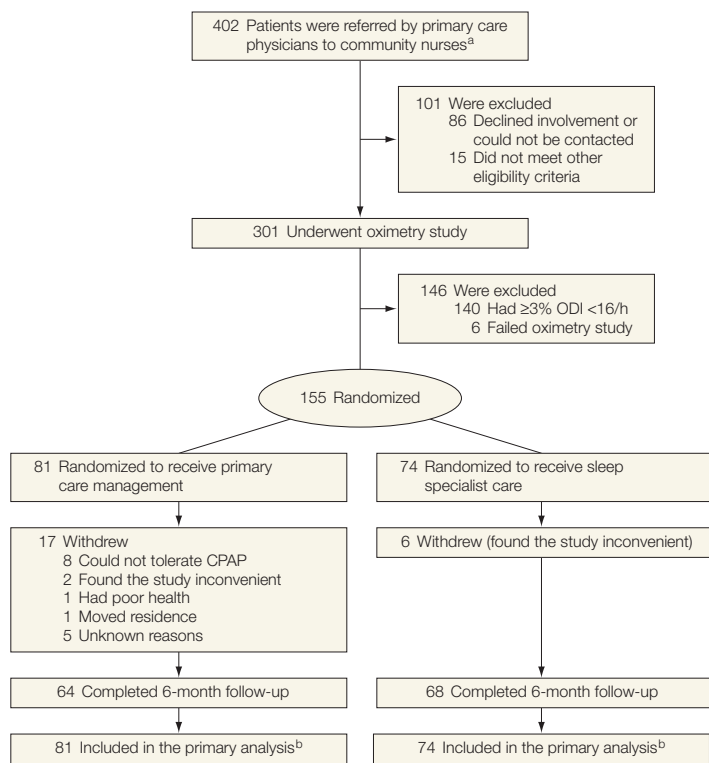 402 Patients were referred by primary care
physicians to community nursesa
101 Were excluded
86 Declined involvement or
could not be contacted
15 Did not meet other
eligibility criteria
301 Underwent oximetry study
146 Were excluded
140 Had ≥3% ODI <16/h
6 Failed oximetry study
155 Randomized
81 Randomized to receive primary
care management
74 Randomized to receive sleep
specialist care
17 Withdrew
8 Could not tolerate CPAP
2 Found the study inconvenient
1 Had poor health
1 Moved residence
5 Unknown reasons
6 Withdrew (found the study inconvenient)
64 Completed 6-month follow-up
68 Completed 6-month follow-up
81 Included in the primary analysisb
74 Included in the primary analysisb